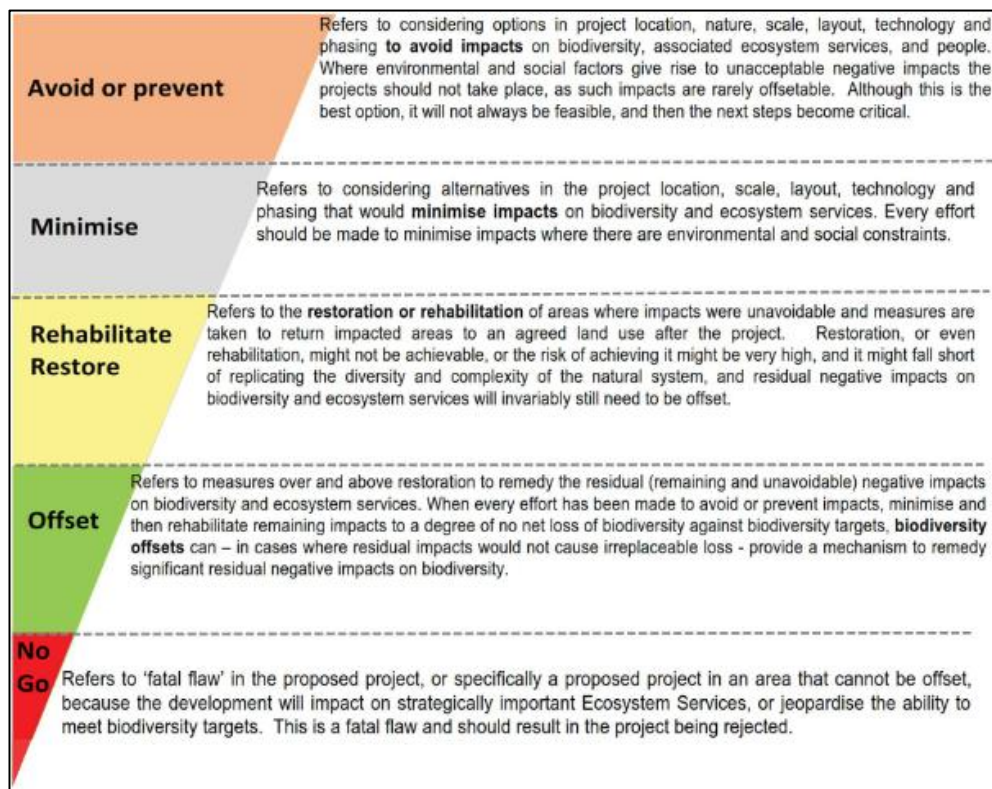 Avoid or prevent
Refers to considering options in project location, nature, scale, layout, technology and
phasing to avoid impacts on biodiversity, associated ecosystem services, and people.
Where environmental and social factors give rise to unacceptable negative impacts the
projects should not take place, as such impacts are rarely offsetable. Although this is the
best option, it will not always be feasible, and then the next steps become critical.
Minimise
Refers to considering alternatives in the project location, scale, layout, technology and
phasing that would minimise impacts on biodiversity and ecosystem services. Every effort
should be made to minimise impacts where there are environmental and social constraints.
Rehabilitate
Restore
Refers to the restoration or rehabilitation of areas where impacts were unavoidable and measures are
taken to return impacted areas to an agreed land use after the project. Restoration, or even
rehabilitation, might not be achievable, or the risk of achieving it might be very high, and it might fall short
of replicating the diversity and complexity of the natural system, and residual negative impacts on
biodiversity and ecosystem services will invariably still need to be offset.
Offset
Refers to measures over and above restoration to remedy the residual (remaining and unavoidable) negative impacts
on biodiversity and ecosystem services. When every effort has been made to avoid or prevent impacts, minimise and
then rehabilitate remaining impacts to a degree of no net loss of biodiversity against biodiversity targets, biodiversity
offsets can – in cases where residual impacts would not cause irreplaceable loss - provide a mechanism to remedy
significant residual negative impacts on biodiversity.
No
Go
Refers to 'fatal flaw' in the proposed project, or specifically a proposed project in an area that cannot be offset,
because the development will impact on strategically important Ecosystem Services, or jeopardise the ability to
meet biodiversity targets. This is a fatal flaw and should result in the project being rejected.